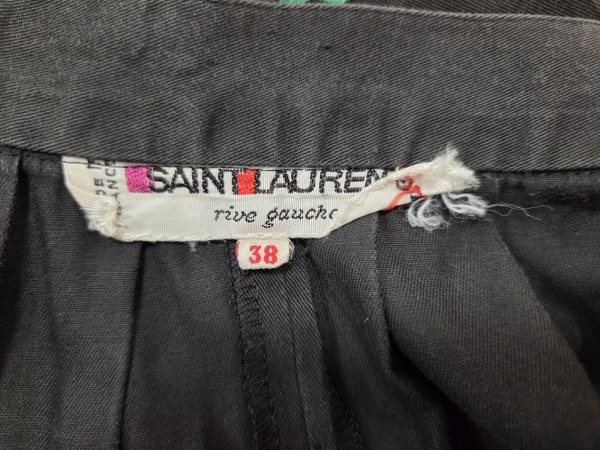 SAINT LAUREN
rive gauche
38